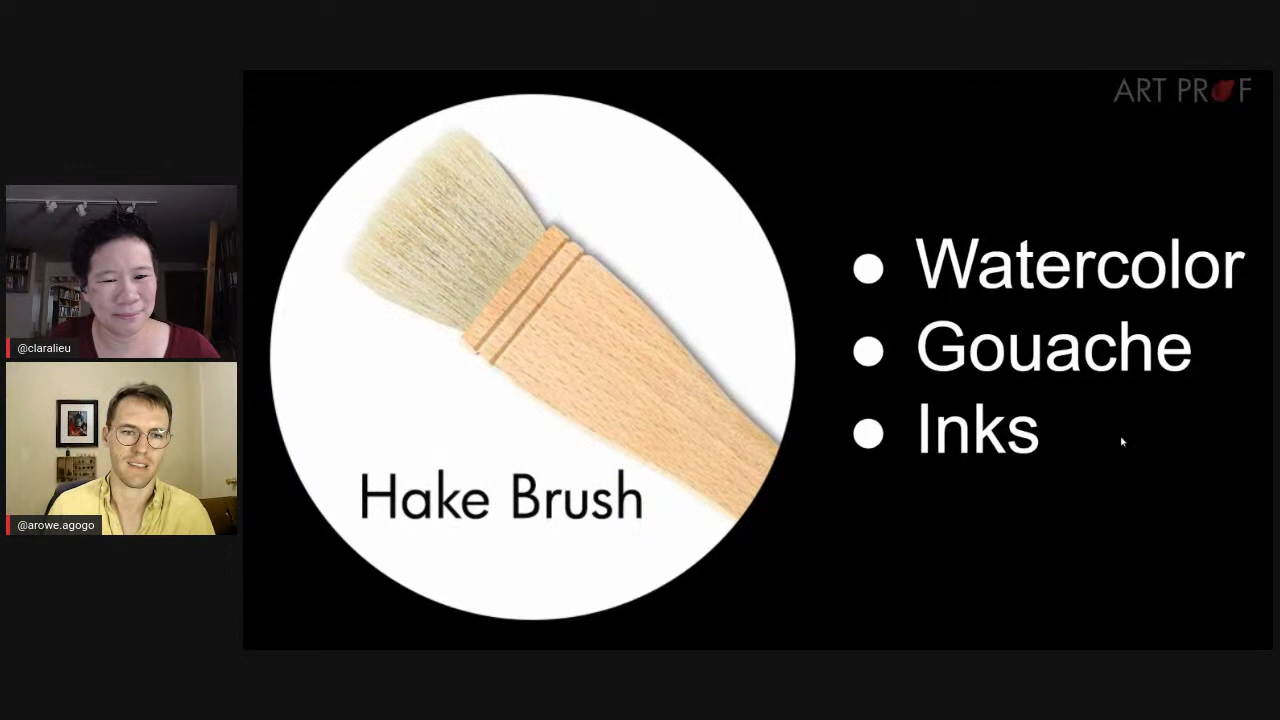 ART PROF
@claralieu
@arowe.agogo
Hake Brush
● Watercolor
● Gouache
● Inks